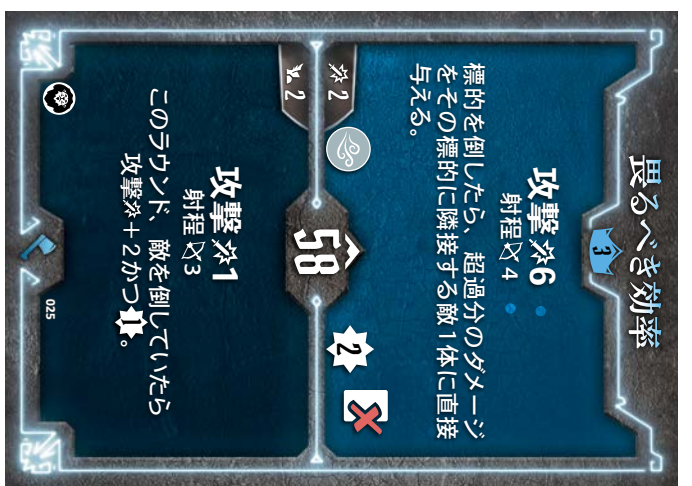 畏るべき効率
3
攻撃6
射程4
標的を倒したら、超過分のダメージ
をその標的に隣接する敵1体に直接
与える。
2
2
58
2
攻撃1
射程3
このラウンド、敵を倒していたら
攻撃+2かつ1。
025